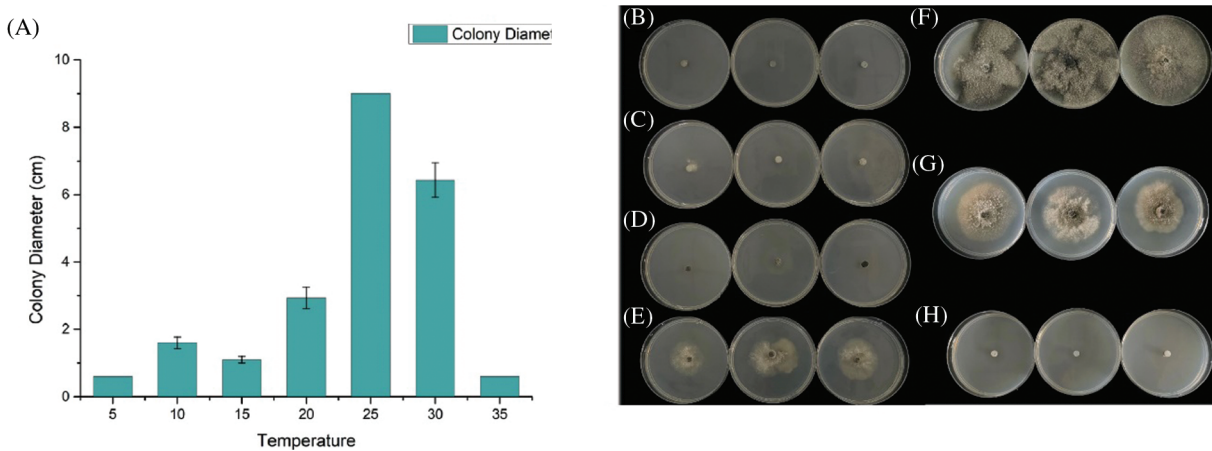 (A)
Colony Diamet
10
8
6
4
2
0
Colony Diameter (cm)
5 10 15 20 25 30 35
Temperature
(B)
(C)
(D)
(E)
(F)
(G)
(H)